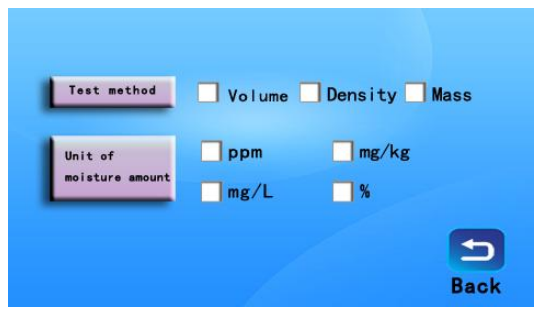 Test method
Volume Density Mass
Unit of
moisture amount
ppm mg/kg
mg/L %
Back